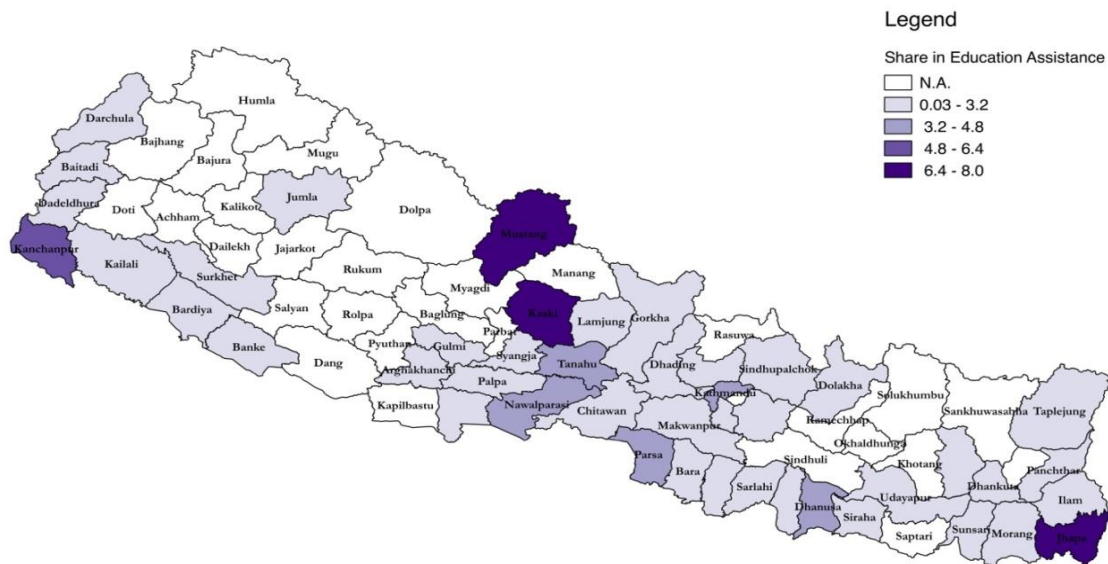 Legend
Share in Education Assistance
N.A.
0.03 - 3.2
3.2 - 4.8
4.8 - 6.4
6.4 - 8.0
Humla
Darchula
Bajhang
Bajura
Mugu
Baitadi
Jumla
Dadeldhura
Doti
Achham
Kalikot
Dolpa
Kanchanpur
Dailekh
Jajarkot
Mustang
Kailali
Surkhet
Rukum
Manang
Myagdi
Bardiya
Salyan
Rolpa
Baglung
Kaski
Lamjung
Gorkha
Parbat
Rasuwa
Banke
Pyuthan
Gulmi
Syangja
Dang
Tanahu
Dhading
Sindhupalchok
Arghakhanchi
Palpa
Dolakha
Kathmandu
Solukhumbu
Kapilbastu
Nawalparasi
Chitawan
Sankhuwasabha
Taplejung
Makwanpur
Ramechhap
Okhaldhunga
Parsa
Sindhuli
Khotang
Bara
Panchthar
Sarlahi
Dhankuta
Udayapur
Ilam
Dhanusa
Siraha
Saptari
Sunsari
Morang
Jhapa